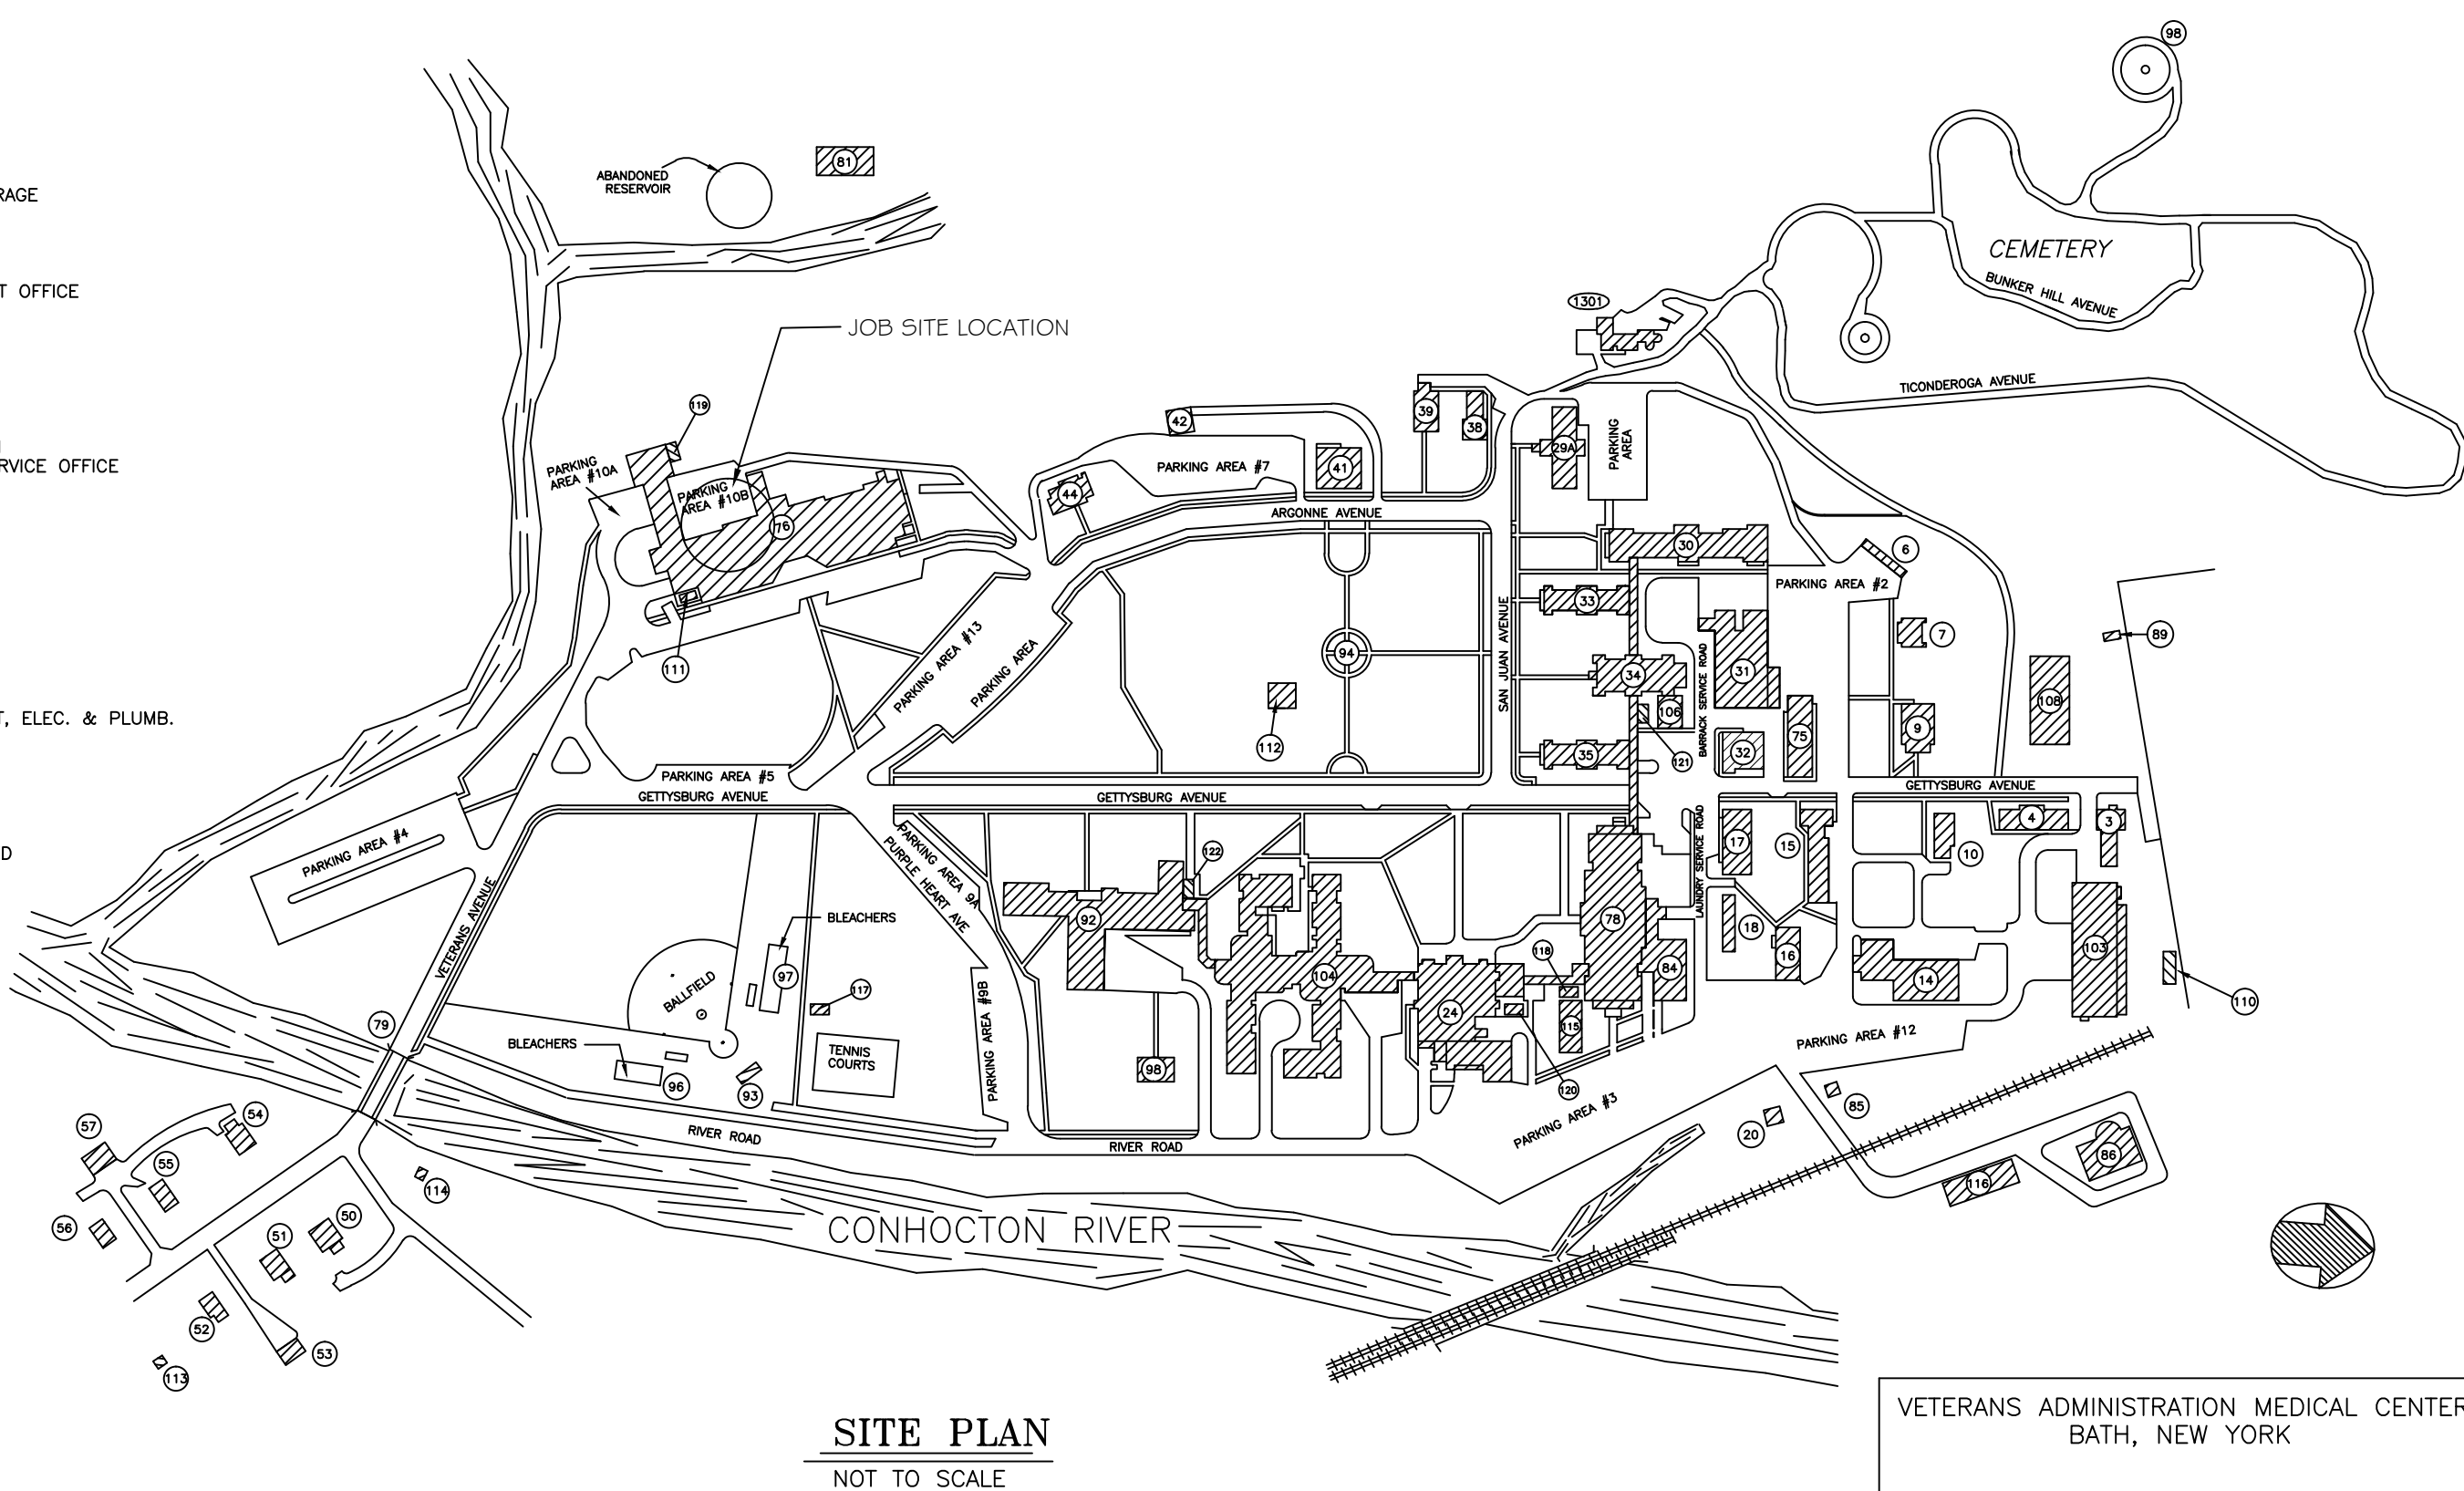 98
81
ABANDONED
RESERVOIR
RAGE
CEMETERY
BUNKER HILL AVENUE
T OFFICE
1301
JOB SITE LOCATION
TICONDEROGA AVENUE
119
42
39
38
29A
PARKING
AREA
RVICE OFFICE
PARKING
AREA #10A
PARKING
AREA #10B
76
44
PARKING AREA #7
41
ARGONNE AVENUE
30
6
PARKING AREA #2
33
SAN JUAN AVENUE
7
89
111
PARKING AREA #13
PARKING AREA
94
34
BARRACK SERVICE ROAD
31
108
T, ELEC. & PLUMB.
112
106
121
35
32
75
9
PARKING AREA #5
GETTYSBURG AVENUE
GETTYSBURG AVENUE
GETTYSBURG AVENUE
D
PARKING AREA #4
PARKING AREA 9A
PURPLE HEART AVE
122
LAUNDRY SERVICE ROAD
17
15
10
4
3
VETERANS AVENUE
BLEACHERS
92
78
18
16
103
BALLFIELD
97
117
PARKING AREA #9B
104
118
84
14
110
79
BLEACHERS
TENNIS
COURTS
96
93
98
24
115
120
PARKING AREA #12
PARKING AREA #3
85
20
57
54
55
RIVER ROAD
RIVER ROAD
86
116
114
56
51
50
CONHOCTON RIVER
52
53
113
SITE PLAN
NOT TO SCALE
VETERANS ADMINISTRATION MEDICAL CENTER
BATH, NEW YORK